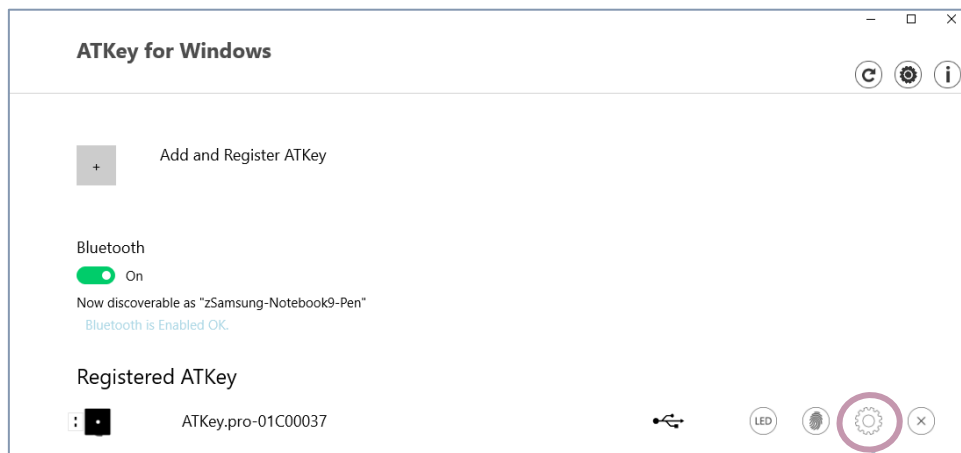 ATKey for Windows
+
Add and Register ATKey
Bluetooth
On
Now discoverable as "zSamsung-Notebook9-Pen"
Bluetooth is Enabled OK.
Registered ATKey
ATKey.pro-01C00037
LED